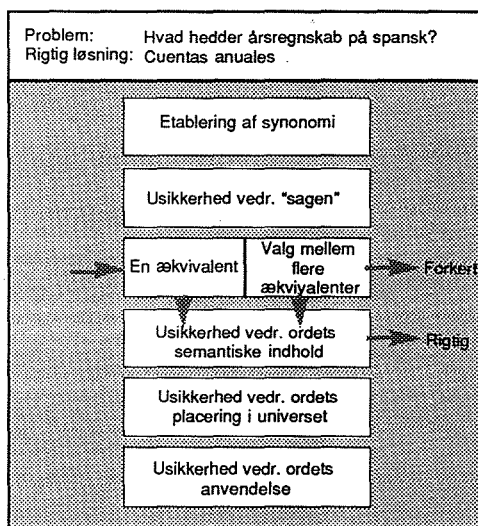 Problem: Hvad hedder årsregnskab på spansk?
Rigtig løsning: Cuentas anuales
Etablering af synonomi
Usikkerhed vedr. "sagen"
En ækvivalent
Valg mellem
flere
ækvivalenter
Forkert
Usikkerhed vedr. ordets
semantiske indhold
Rigtig
Usikkerhed vedr. ordets
placering i universet
Usikkerhed vedr. ordets
anvendelse